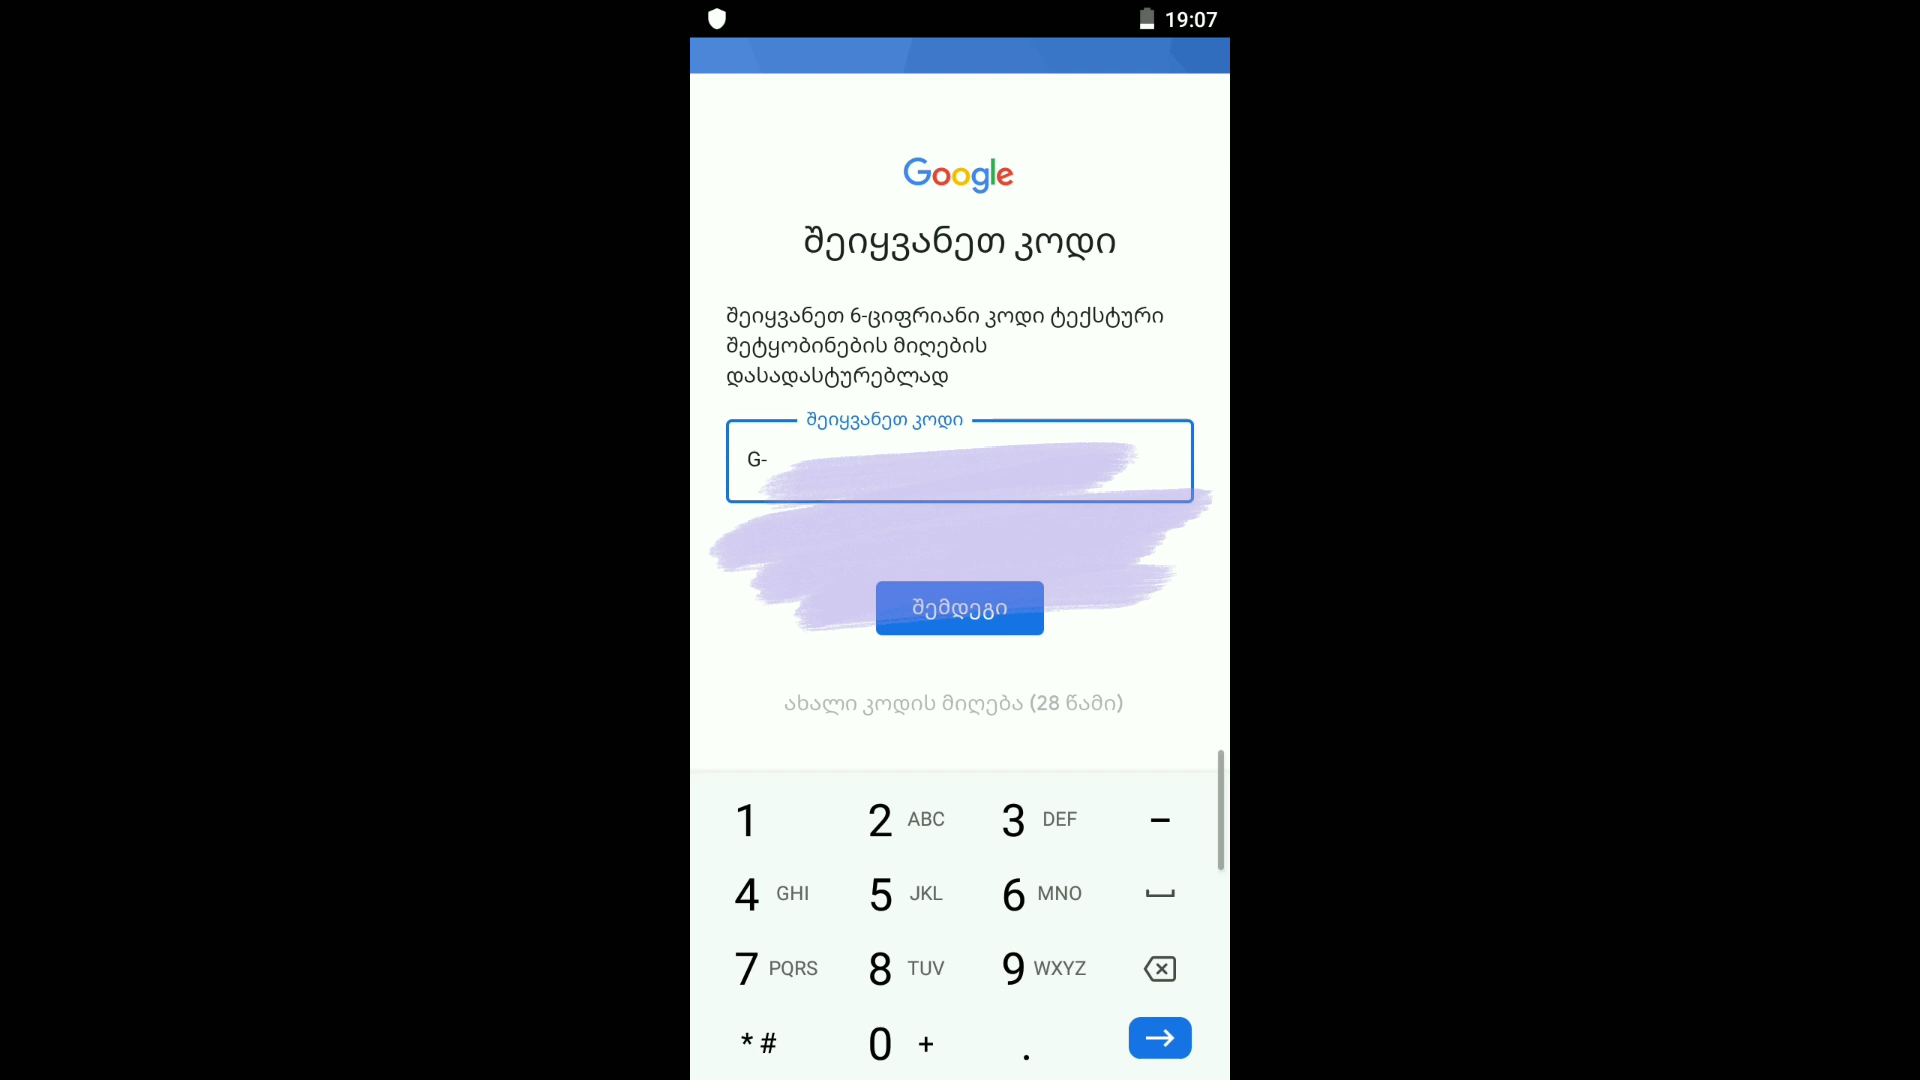 19:07
Google
შეიყვანეთ კოდი
შეიყვანეთ 6-ციფრიანი კოდი ტექსტური
შეტყობინების მიღების
დასადასტურებლად
შეიყვანეთ კოდი
G-
შემდეგი
ახალი კოდის მიღება (28 წამი)
1 2 ABC 3 DEF –
4 GHI 5 JKL 6 MNO
7 PQRS 8 TUV 9 WXYZ
* # 0 + .